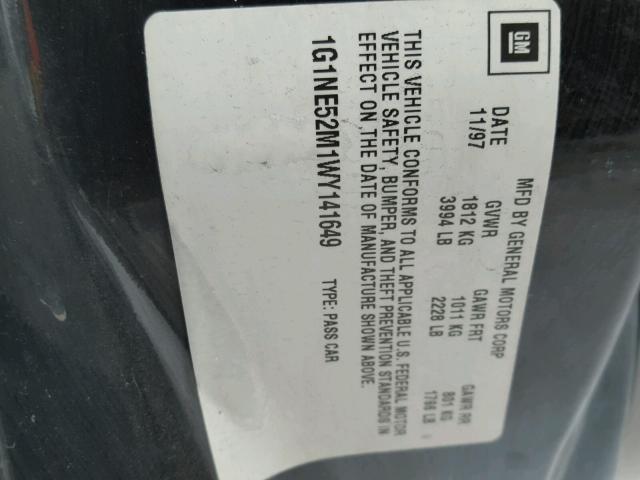 GM
MFD BY GENERAL MOTORS CORP
DATE GVWR GAWR FRT GAWR RR
11/97 1812 KG 1011 KG 801 KG
3994 LB 2228 LB 1766 LB
THIS VEHICLE CONFORMS TO ALL APPLICABLE U.S. FEDERAL MOTOR
VEHICLE SAFETY, BUMPER, AND THEFT PREVENTION STANDARDS IN
EFFECT ON THE DATE OF MANUFACTURE SHOWN ABOVE.
1G1NE52M1WY141649 TYPE: PASS CAR